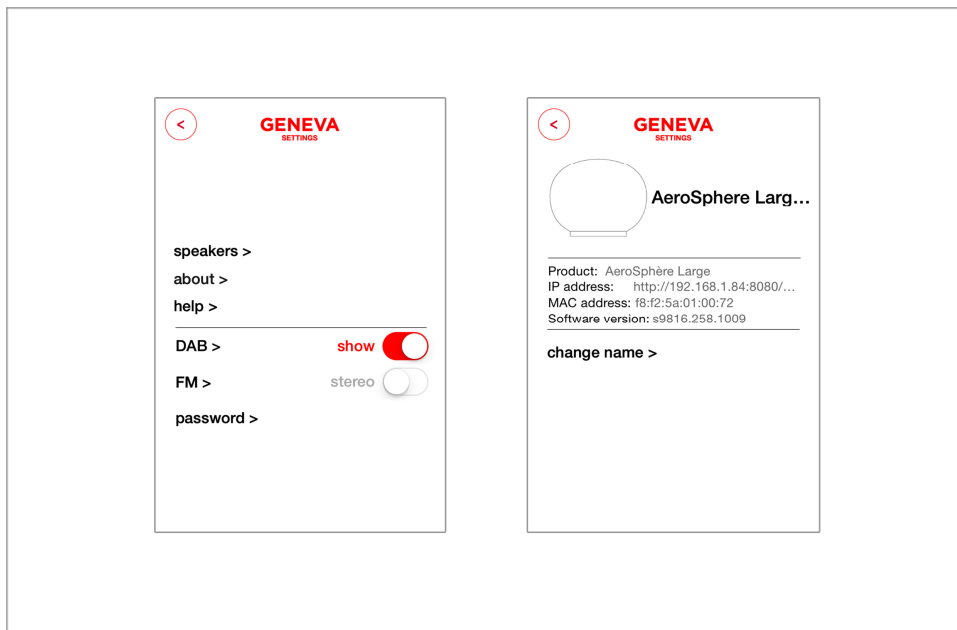 <
GENEVA
SETTINGS
speakers >
about >
help >
DAB > show
FM > stereo
password >
<
GENEVA
SETTINGS
AeroSphere Larg…
Product: AeroSphère Large
IP address: http://192.168.1.84:8080/…
MAC address: f8:f2:5a:01:00:72
Software version: s9816.258.1009
change name >